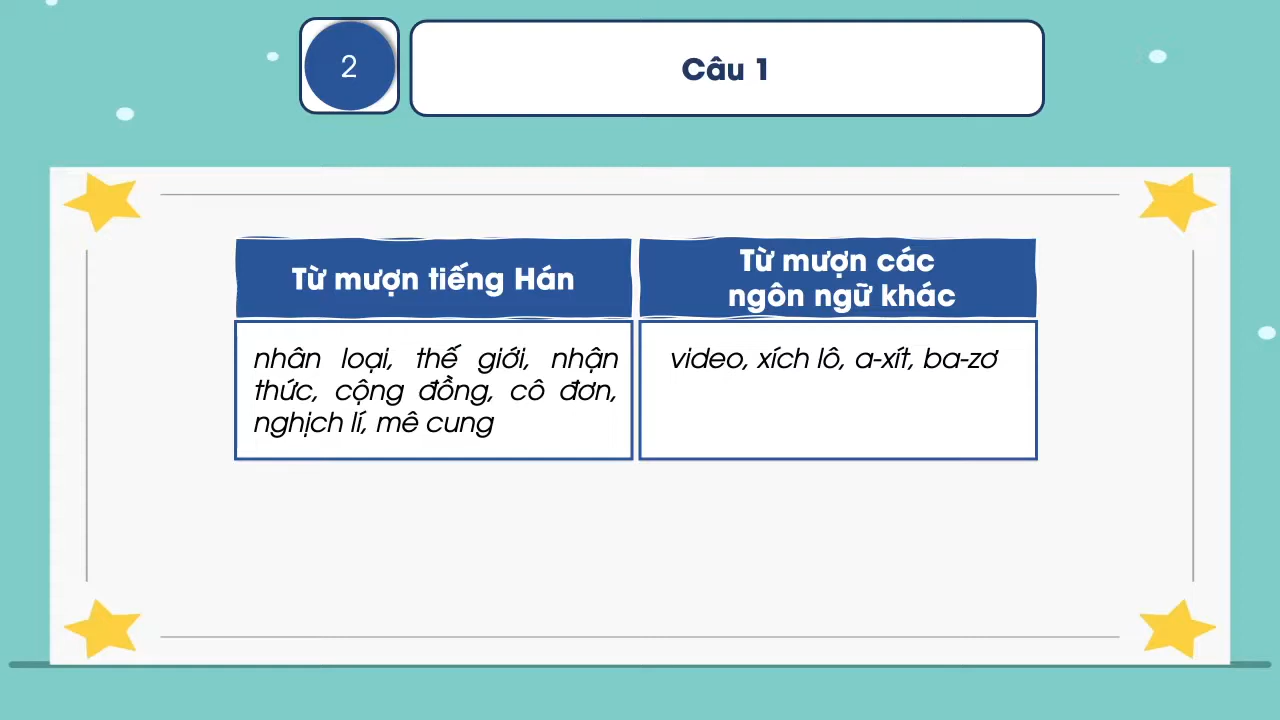 2
Câu 1
Từ mượn tiếng Hán
Từ mượn các
ngôn ngữ khác
nhân loại, thế giới, nhận
thức, cộng đồng, cô đơn,
nghịch lí, mê cung
video, xích lô, a-xít, ba-zơ